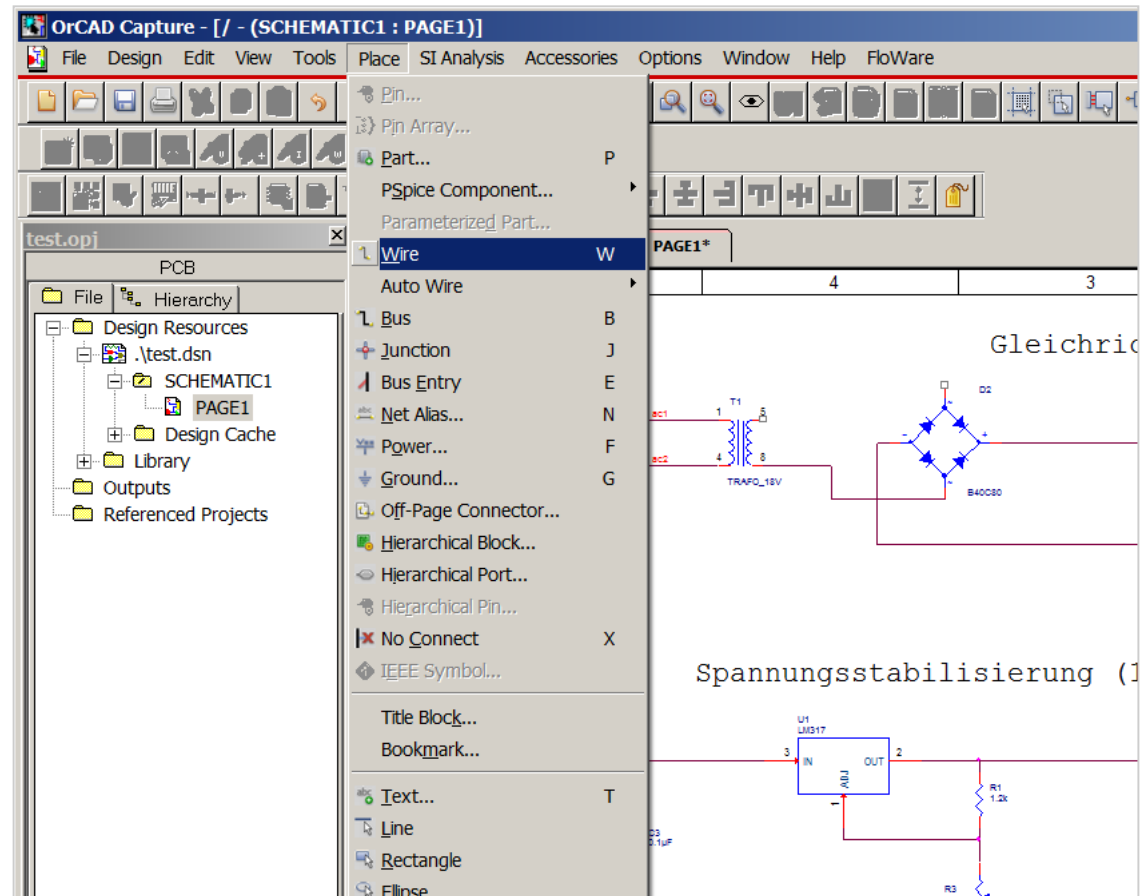 OrCAD Capture - [/ - (SCHEMATIC1 : PAGE1)]
File Design Edit View Tools Place SI Analysis Accessories Options Window Help FloWare
Pin...
Pin Array...
Part... P
PSpice Component...
Parameterized Part...
Wire W
Auto Wire
Bus B
Junction J
Bus Entry E
Net Alias... N
Power... F
Ground... G
Off-Page Connector...
Hierarchical Block...
Hierarchical Port...
Hierarchical Pin...
No Connect X
IEEE Symbol...
Title Block...
Bookmark...
Text... T
Line
Rectangle
Ellipse
test.opj
PCB
File Hierarchy
Design Resources
.\test.dsn
SCHEMATIC1
PAGE1
Design Cache
Library
Outputs
Referenced Projects
PAGE1*
4 3
Gleichric
T1
D2
ac1 1 5
ac2 4 8
TRAFO_18V
B40C80
Spannungsstabilisierung (1
U1
LM317
3 IN OUT 2
ADJ
1
R1
1.2k
0.1µF
R3